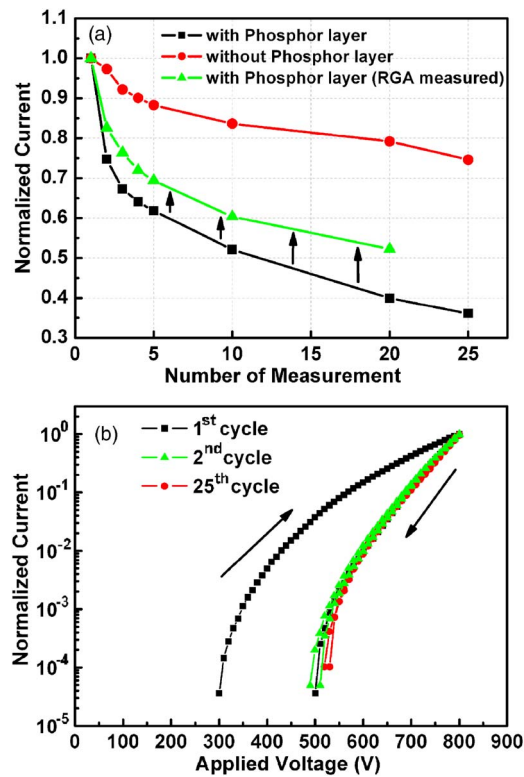 (a)
with Phosphor layer
without Phosphor layer
with Phosphor layer (RGA measured)
Normalized Current
1.0
0.9
0.8
0.7
0.6
0.5
0.4
0.3
0 5 10 15 20 25
Number of Measurement
(b)
1st cycle
2nd cycle
25th cycle
Normalized Current
10^0
10^-1
10^-2
10^-3
10^-4
10^-5
0 100 200 300 400 500 600 700 800 900
Applied Voltage (V)